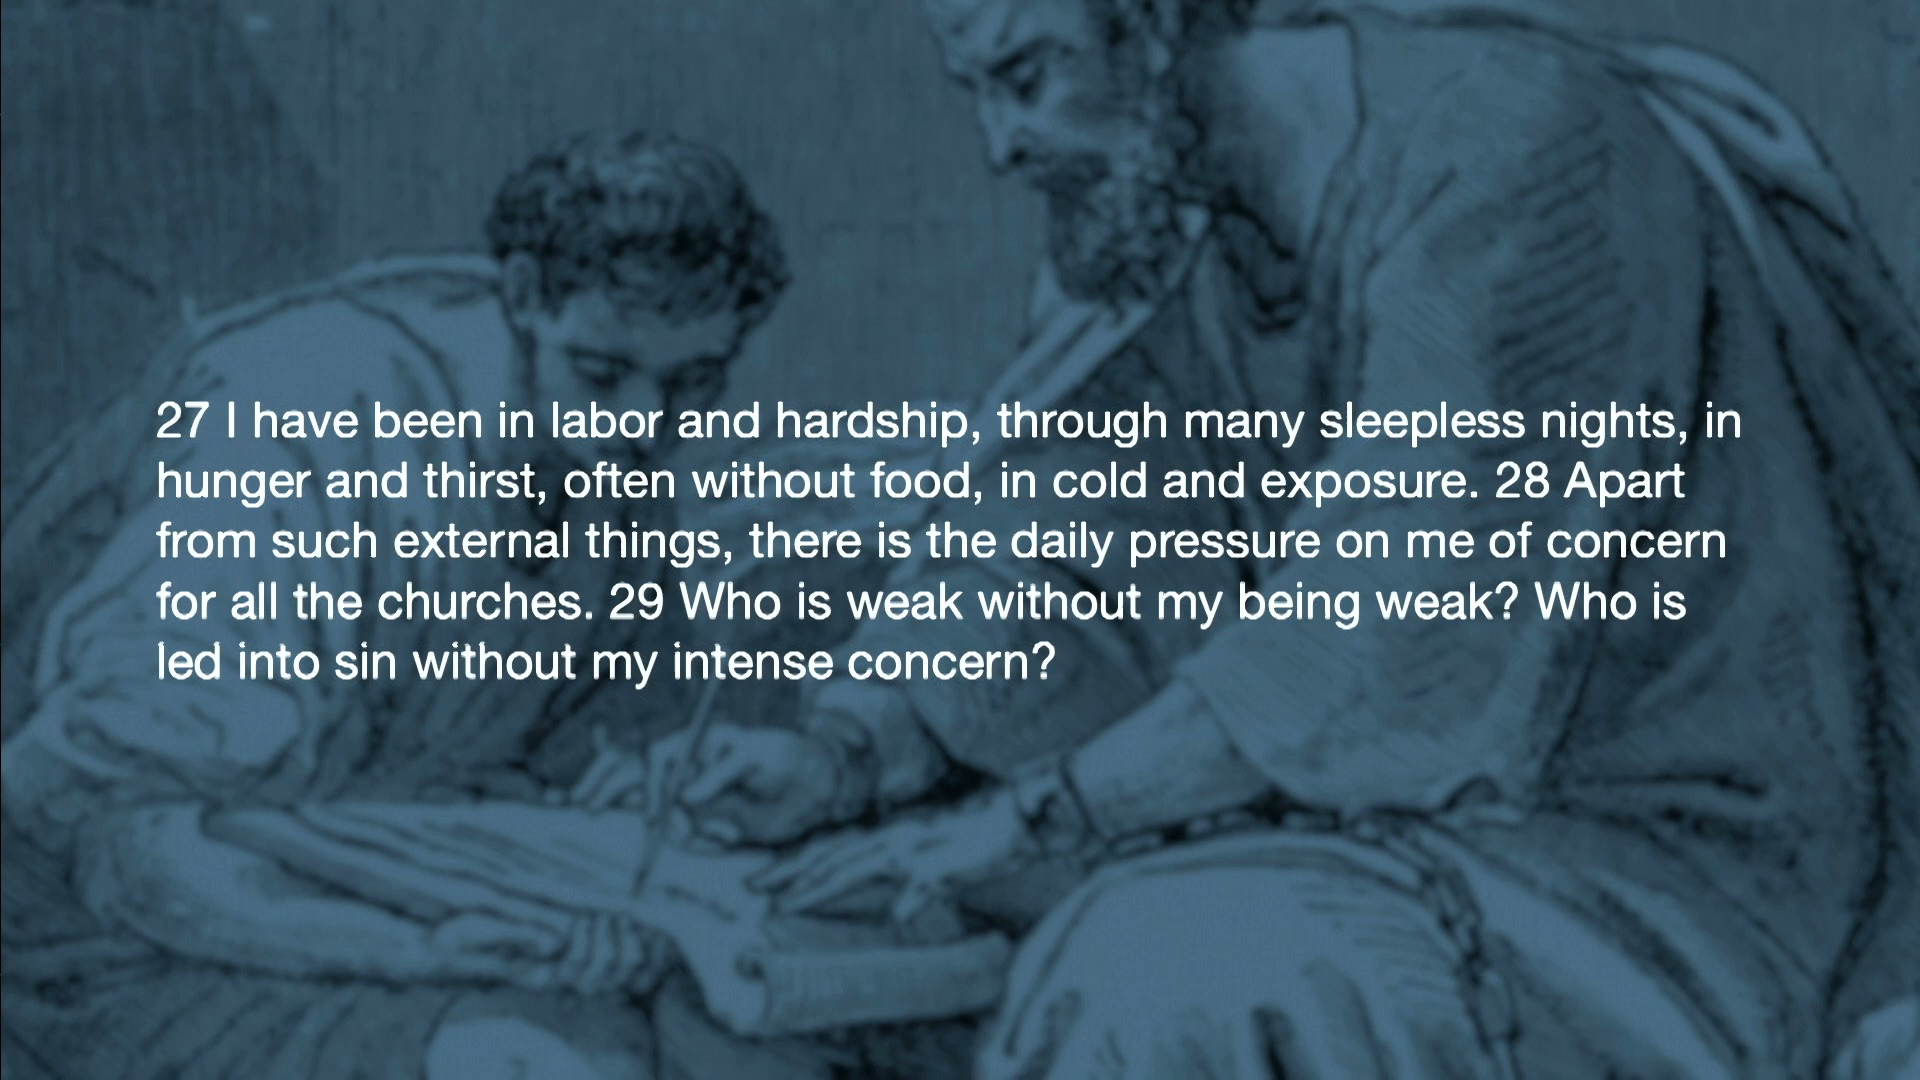 27 I have been in labor and hardship, through many sleepless nights, in
hunger and thirst, often without food, in cold and exposure. 28 Apart
from such external things, there is the daily pressure on me of concern
for all the churches. 29 Who is weak without my being weak? Who is
led into sin without my intense concern?